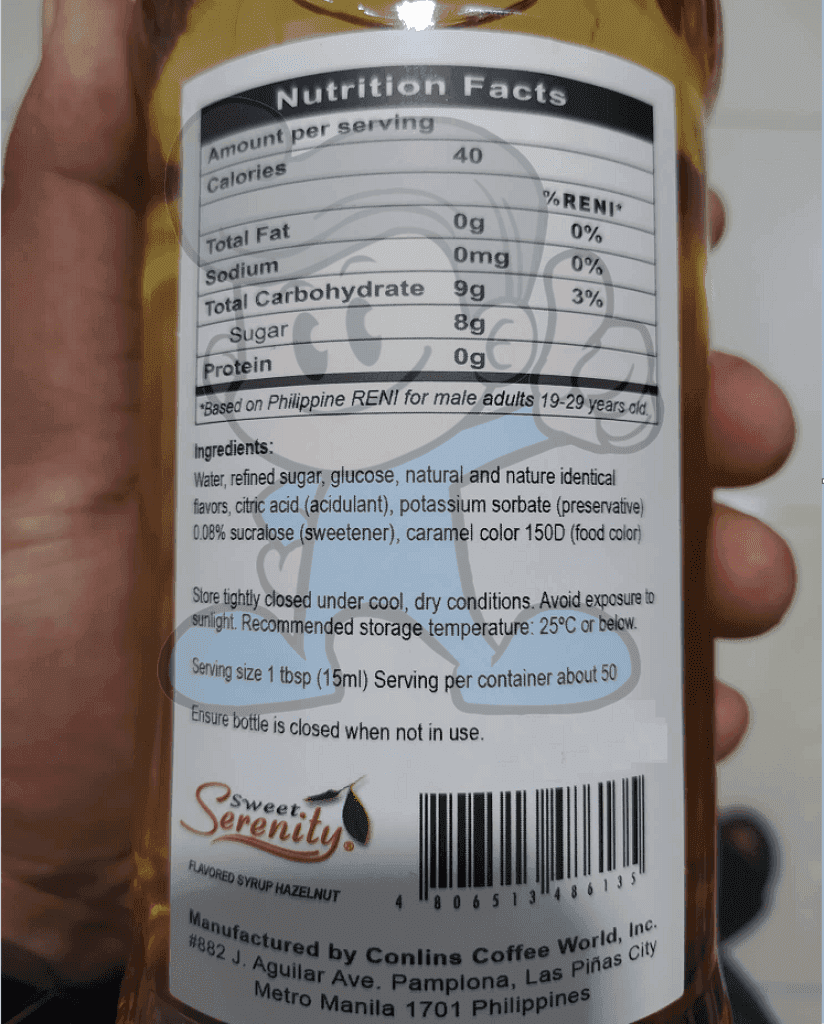 Nutrition Facts
Amount per serving
Calories 40
%RENI*
Total Fat 0g 0%
Sodium 0mg 0%
Total Carbohydrate 9g 3%
Sugar 8g
Protein 0g
*Based on Philippine RENI for male adults 19-29 years old.
Ingredients:
Water, refined sugar, glucose, natural and nature identical
flavors, citric acid (acidulant), potassium sorbate (preservative)
0.08% sucralose (sweetener), caramel color 150D (food color)
Store tightly closed under cool, dry conditions. Avoid exposure to
sunlight. Recommended storage temperature: 25ºC or below.
Serving size 1 tbsp (15ml) Serving per container about 50
Ensure bottle is closed when not in use.
Sweet
Serenity®
FLAVORED SYRUP HAZELNUT
4 806513 486135
Manufactured by Conlins Coffee World, Inc.
#882 J. Aguilar Ave. Pamplona, Las Piñas City
Metro Manila 1701 Philippines